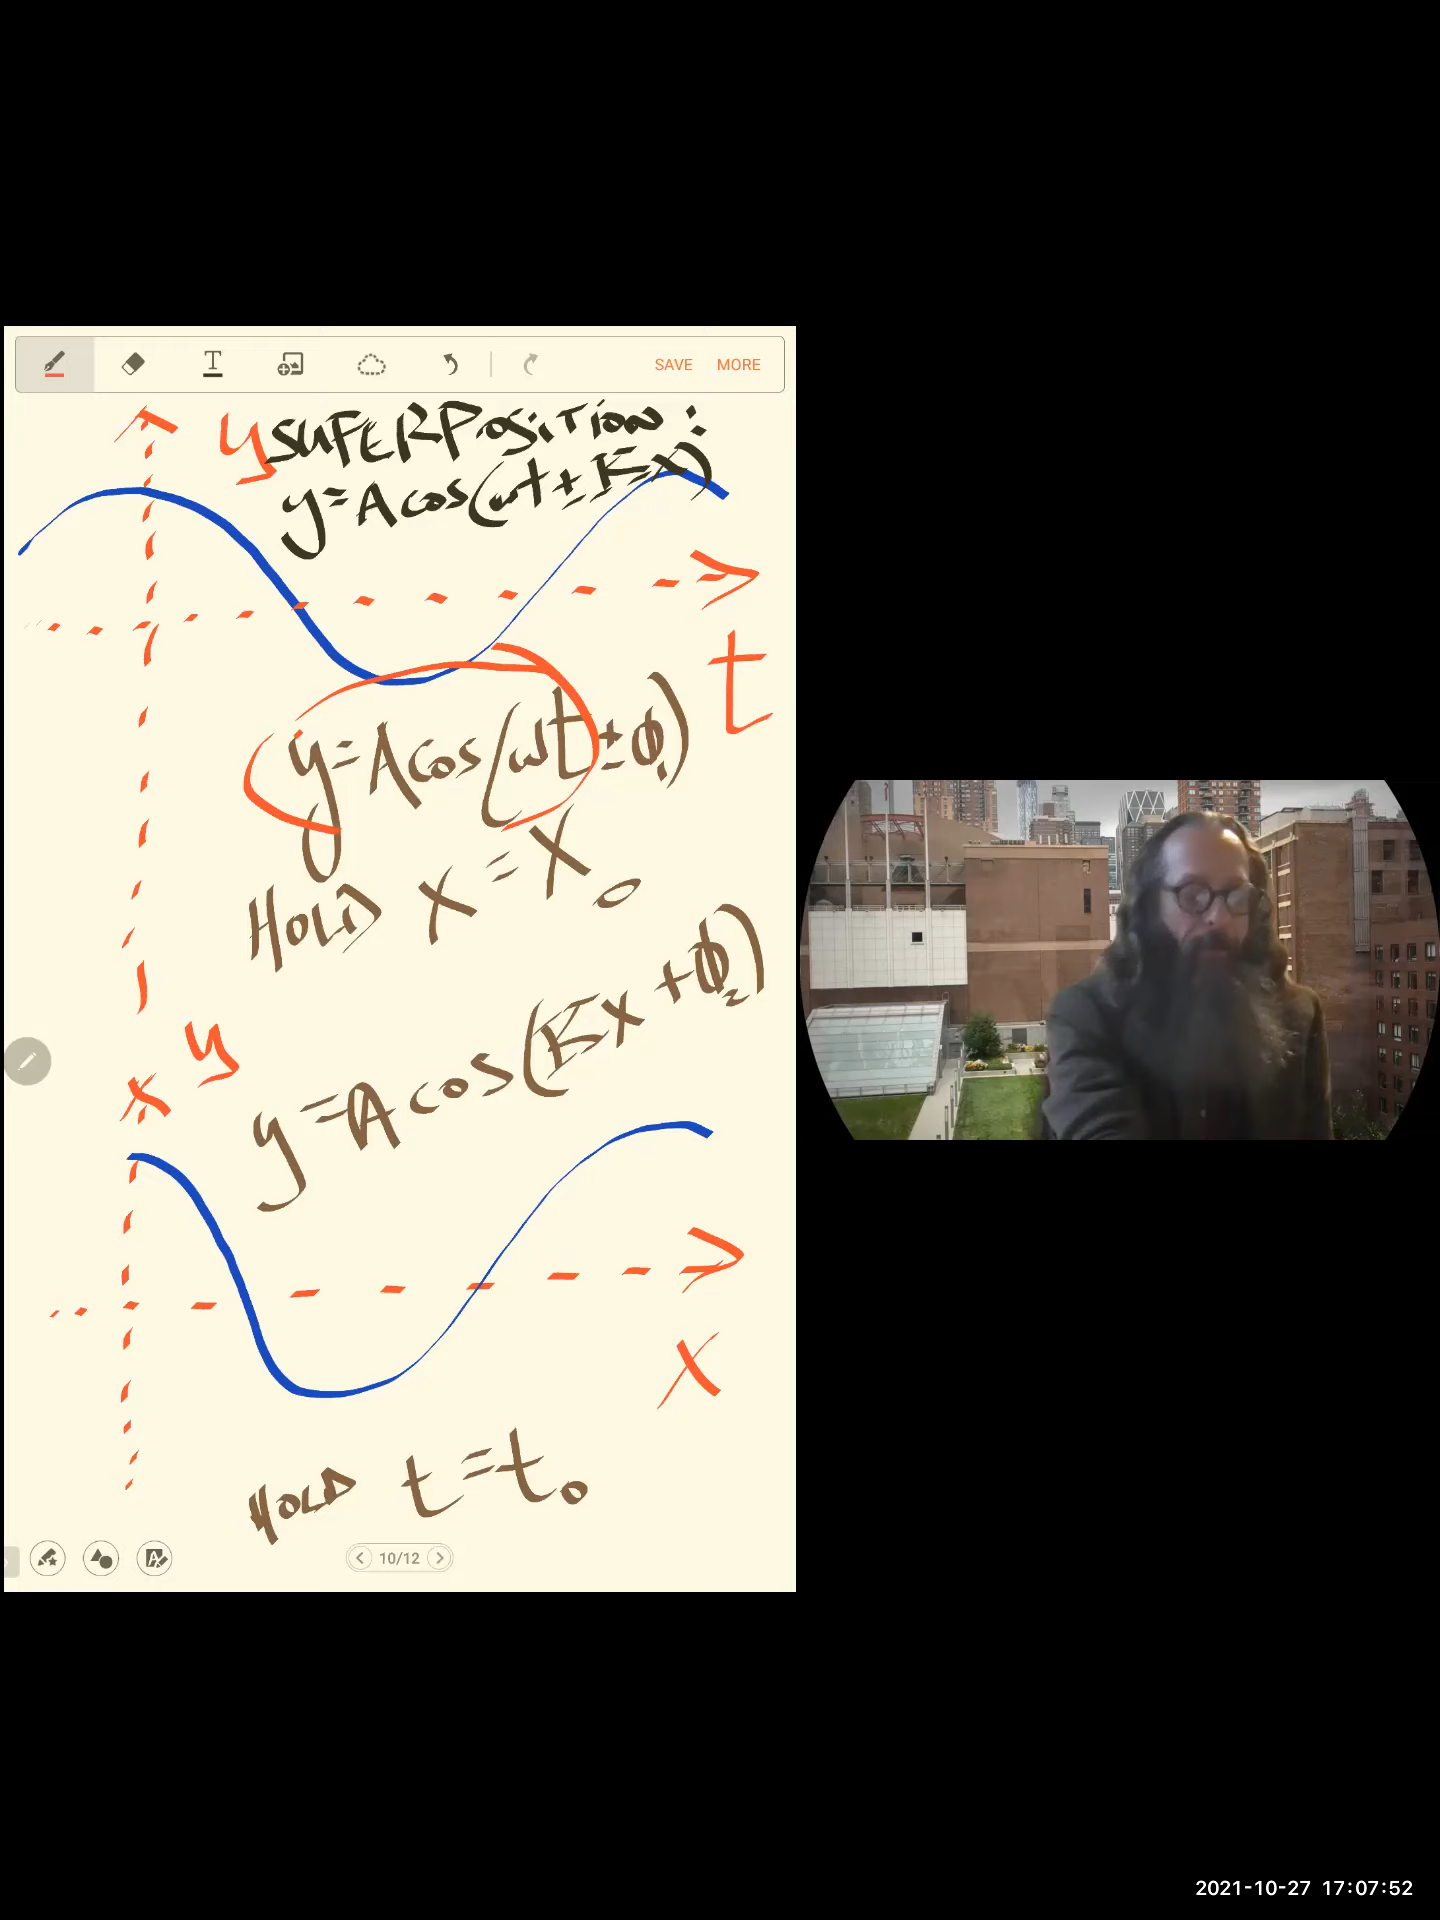 T SAVE MORE
y SUPERPOSITION:
y=Acos(ωt±Kx)
t
y=Acos(ωt±ϕ₁)
HOLD X=X₀
y
y=Acos(Kx+ϕ₂)
X
HOLD t=t₀
10/12
2021-10-27 17:07:52